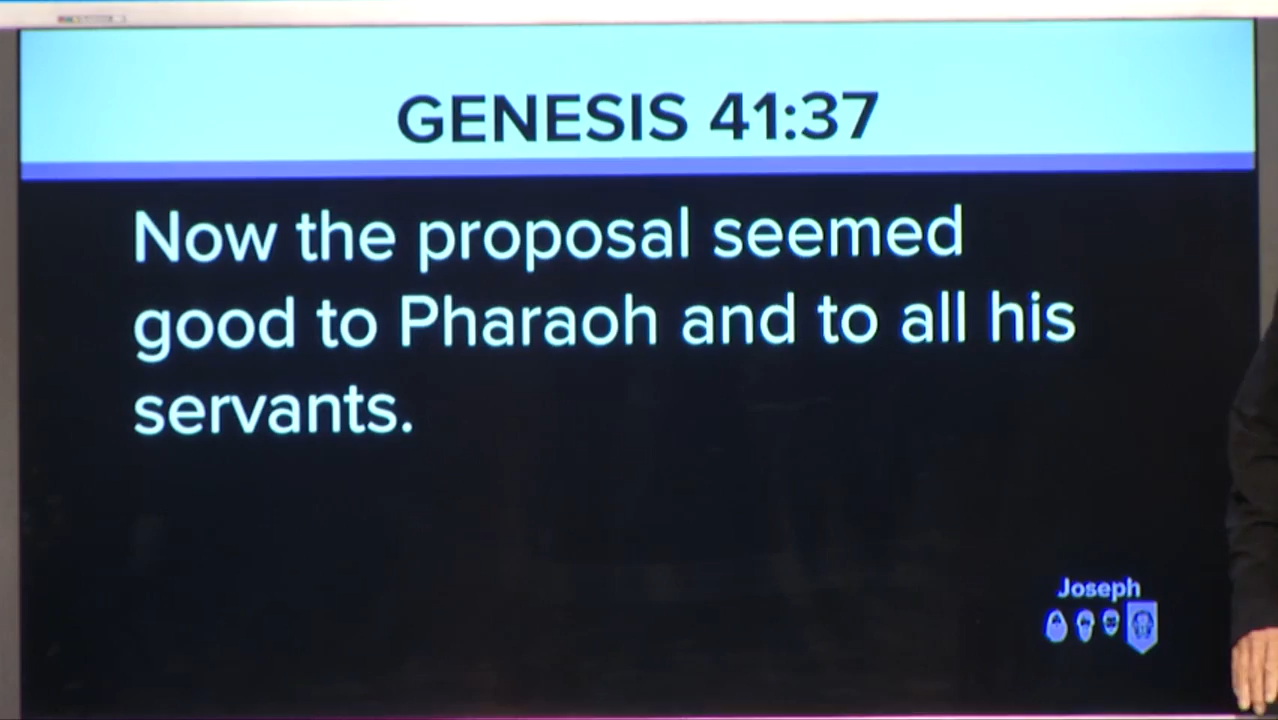 GENESIS 41:37
Now the proposal seemed
good to Pharaoh and to all his
servants.
Joseph